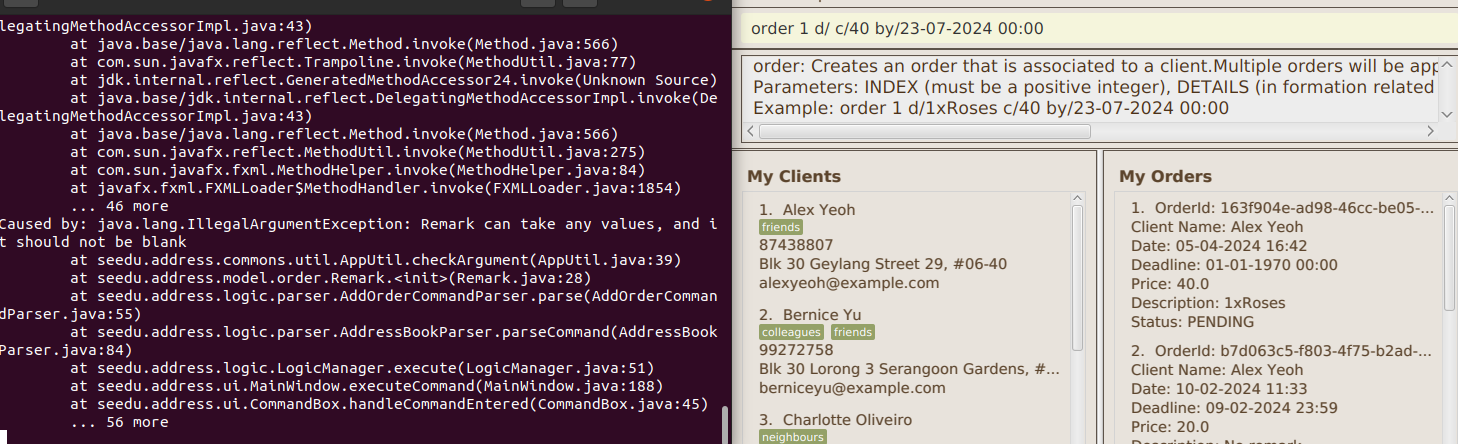 legatingMethodAccessorImpl.java:43)
at java.base/java.lang.reflect.Method.invoke(Method.java:566)
at com.sun.javafx.reflect.Trampoline.invoke(MethodUtil.java:77)
at jdk.internal.reflect.GeneratedMethodAccessor24.invoke(Unknown Source)
at java.base/jdk.internal.reflect.DelegatingMethodAccessorImpl.invoke(De
legatingMethodAccessorImpl.java:43)
at java.base/java.lang.reflect.Method.invoke(Method.java:566)
at com.sun.javafx.reflect.MethodUtil.invoke(MethodUtil.java:275)
at com.sun.javafx.fxml.MethodHelper.invoke(MethodHelper.java:84)
at javafx.fxml.FXMLLoader$MethodHandler.invoke(FXMLLoader.java:1854)
... 46 more
Caused by: java.lang.IllegalArgumentException: Remark can take any values, and i
t should not be blank
at seedu.address.commons.util.AppUtil.checkArgument(AppUtil.java:39)
at seedu.address.model.order.Remark.<init>(Remark.java:28)
at seedu.address.logic.parser.AddOrderCommandParser.parse(AddOrderComman
dParser.java:55)
at seedu.address.logic.parser.AddressBookParser.parseCommand(AddressBook
Parser.java:84)
at seedu.address.logic.LogicManager.execute(LogicManager.java:51)
at seedu.address.ui.MainWindow.executeCommand(MainWindow.java:188)
at seedu.address.ui.CommandBox.handleCommandEntered(CommandBox.java:45)
... 56 more
order 1 d/ c/40 by/23-07-2024 00:00
order: Creates an order that is associated to a client.Multiple orders will be app
Parameters: INDEX (must be a positive integer), DETAILS (in formation related
Example: order 1 d/1xRoses c/40 by/23-07-2024 00:00
My Clients
1. Alex Yeoh
friends
87438807
Blk 30 Geylang Street 29, #06-40
alexyeoh@example.com
2. Bernice Yu
colleagues friends
99272758
Blk 30 Lorong 3 Serangoon Gardens, #...
berniceyu@example.com
3. Charlotte Oliveiro
neighbours
My Orders
1. OrderId: 163f904e-ad98-46cc-be05-...
Client Name: Alex Yeoh
Date: 05-04-2024 16:42
Deadline: 01-01-1970 00:00
Price: 40.0
Description: 1xRoses
Status: PENDING
2. OrderId: b7d063c5-f803-4f75-b2ad-...
Client Name: Alex Yeoh
Date: 10-02-2024 11:33
Deadline: 09-02-2024 23:59
Price: 20.0
Description: No remark